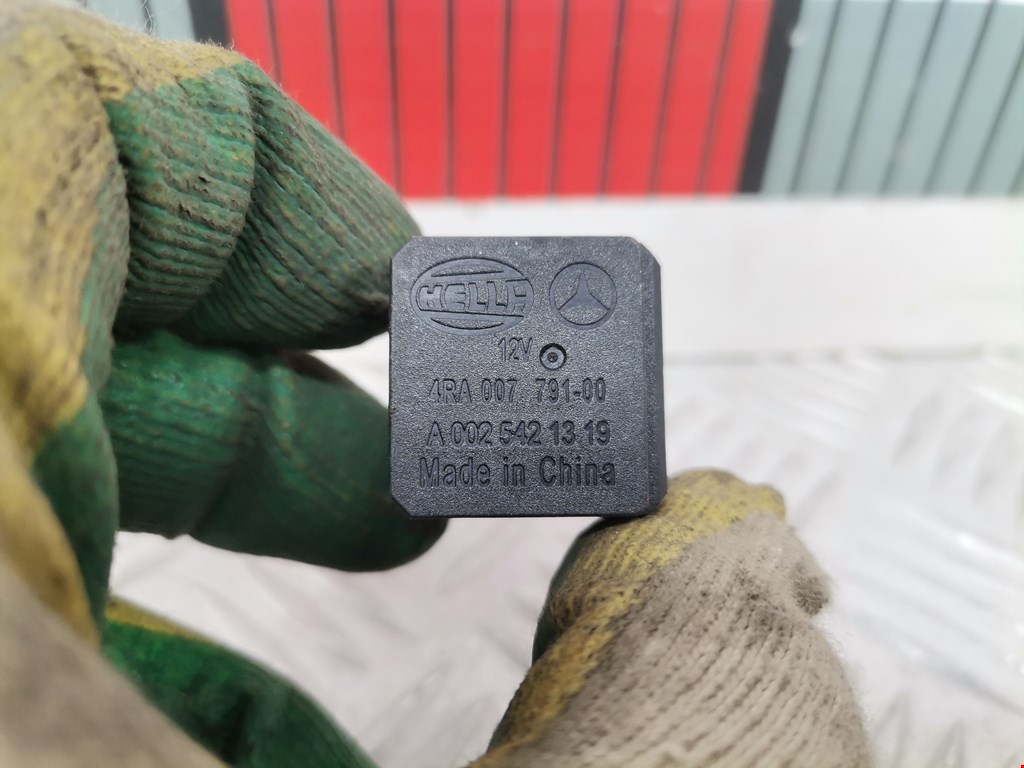 HELLA
12V
4RA 007 791-00
A 002 542 13 19
Made in China